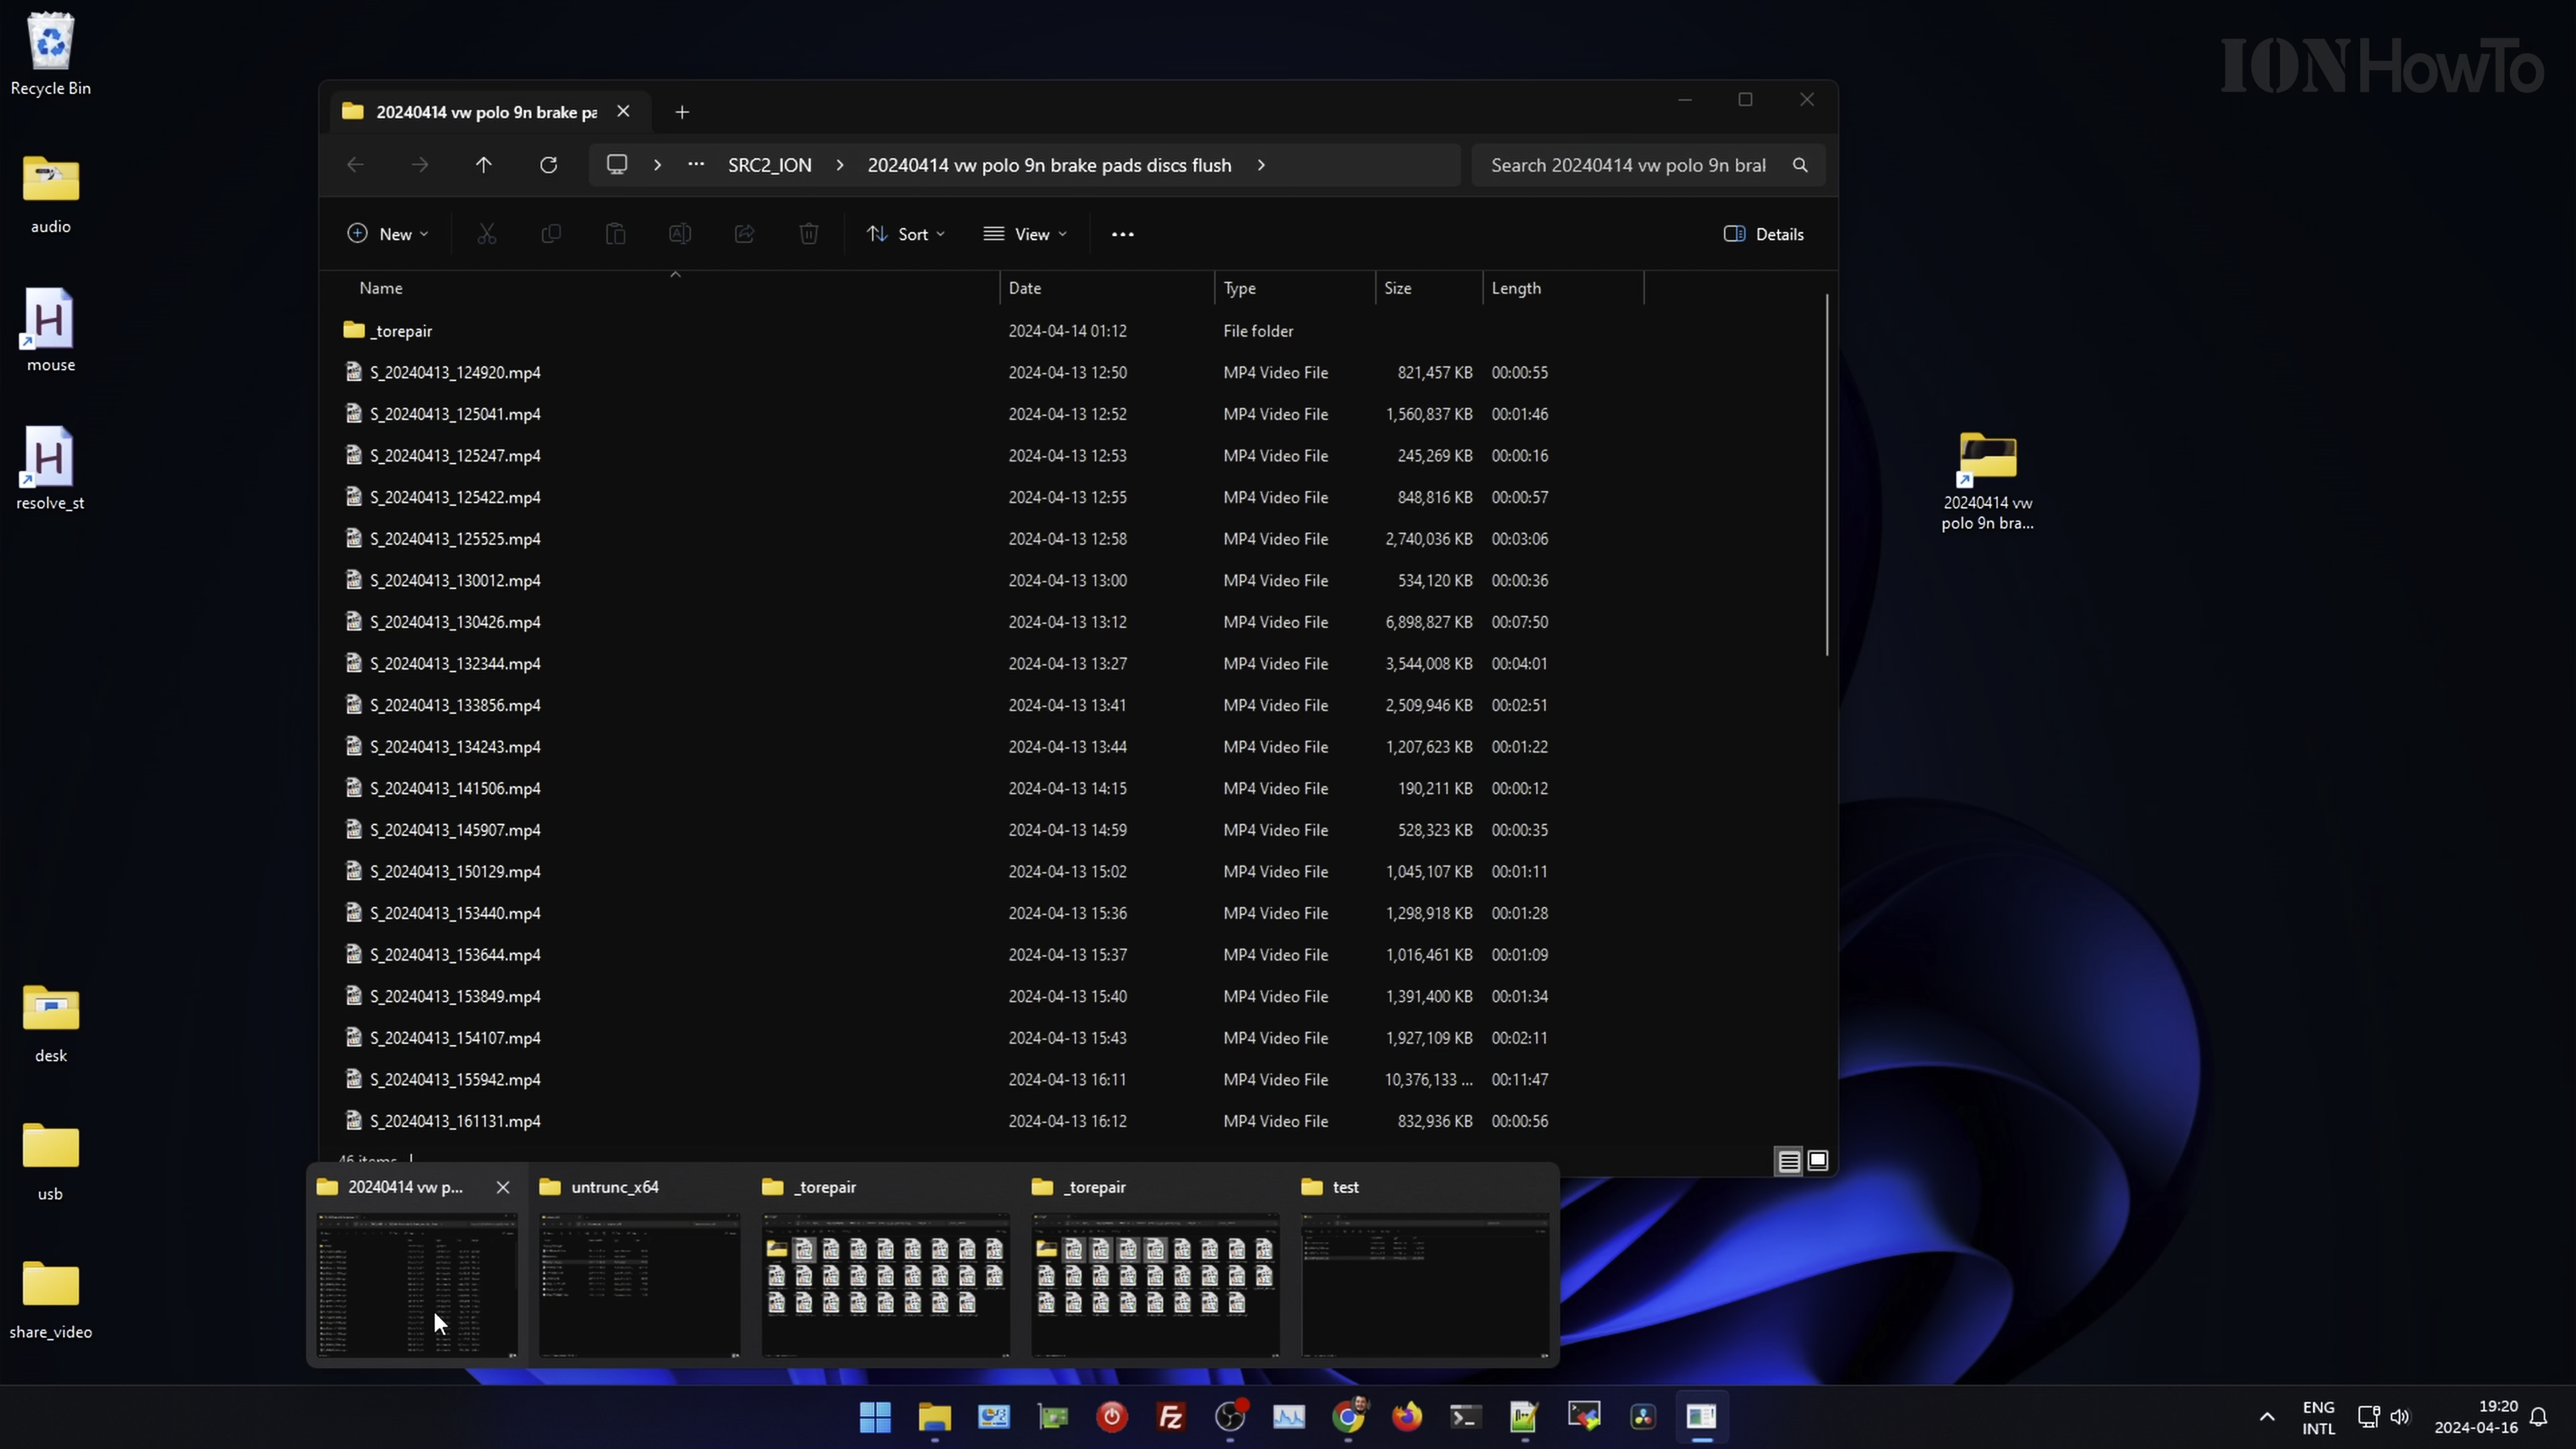 Recycle Bin
audio
mouse
resolve_st
desk
usb
share_video
IONHowTo
20240414 vw polo 9n brake pa
SRC2_ION
20240414 vw polo 9n brake pads discs flush
Search 20240414 vw polo 9n bral
New
Sort
View
Details
Name Date Type Size Length
_torepair 2024-04-14 01:12 File folder
S_20240413_124920.mp4 2024-04-13 12:50 MP4 Video File 821,457 KB 00:00:55
S_20240413_125041.mp4 2024-04-13 12:52 MP4 Video File 1,560,837 KB 00:01:46
S_20240413_125247.mp4 2024-04-13 12:53 MP4 Video File 245,269 KB 00:00:16
S_20240413_125422.mp4 2024-04-13 12:55 MP4 Video File 848,816 KB 00:00:57
S_20240413_125525.mp4 2024-04-13 12:58 MP4 Video File 2,740,036 KB 00:03:06
S_20240413_130012.mp4 2024-04-13 13:00 MP4 Video File 534,120 KB 00:00:36
S_20240413_130426.mp4 2024-04-13 13:12 MP4 Video File 6,898,827 KB 00:07:50
S_20240413_132344.mp4 2024-04-13 13:27 MP4 Video File 3,544,008 KB 00:04:01
S_20240413_133856.mp4 2024-04-13 13:41 MP4 Video File 2,509,946 KB 00:02:51
S_20240413_134243.mp4 2024-04-13 13:44 MP4 Video File 1,207,623 KB 00:01:22
S_20240413_141506.mp4 2024-04-13 14:15 MP4 Video File 190,211 KB 00:00:12
S_20240413_145907.mp4 2024-04-13 14:59 MP4 Video File 528,323 KB 00:00:35
S_20240413_150129.mp4 2024-04-13 15:02 MP4 Video File 1,045,107 KB 00:01:11
S_20240413_153440.mp4 2024-04-13 15:36 MP4 Video File 1,298,918 KB 00:01:28
S_20240413_153644.mp4 2024-04-13 15:37 MP4 Video File 1,016,461 KB 00:01:09
S_20240413_153849.mp4 2024-04-13 15:40 MP4 Video File 1,391,400 KB 00:01:34
S_20240413_154107.mp4 2024-04-13 15:43 MP4 Video File 1,927,109 KB 00:02:11
S_20240413_155942.mp4 2024-04-13 16:11 MP4 Video File 10,376,133 ... 00:11:47
S_20240413_161131.mp4 2024-04-13 16:12 MP4 Video File 832,936 KB 00:00:56
46 items
20240414 vw
polo 9n bra...
20240414 vw p...
untrunc_x64
_torepair
_torepair
test
ENG
INTL
19:20
2024-04-16